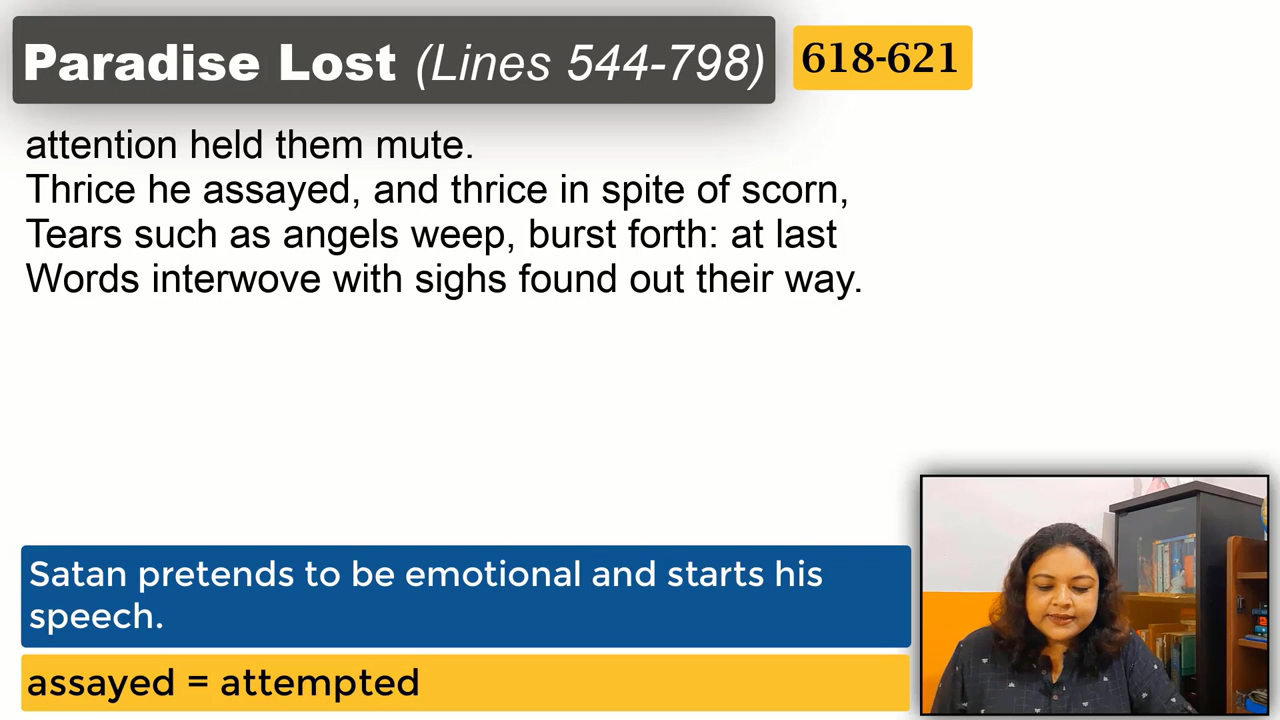 Paradise Lost (Lines 544-798) 618-621
attention held them mute.
Thrice he assayed, and thrice in spite of scorn,
Tears such as angels weep, burst forth: at last
Words interwove with sighs found out their way.
Satan pretends to be emotional and starts his
speech.
assayed = attempted